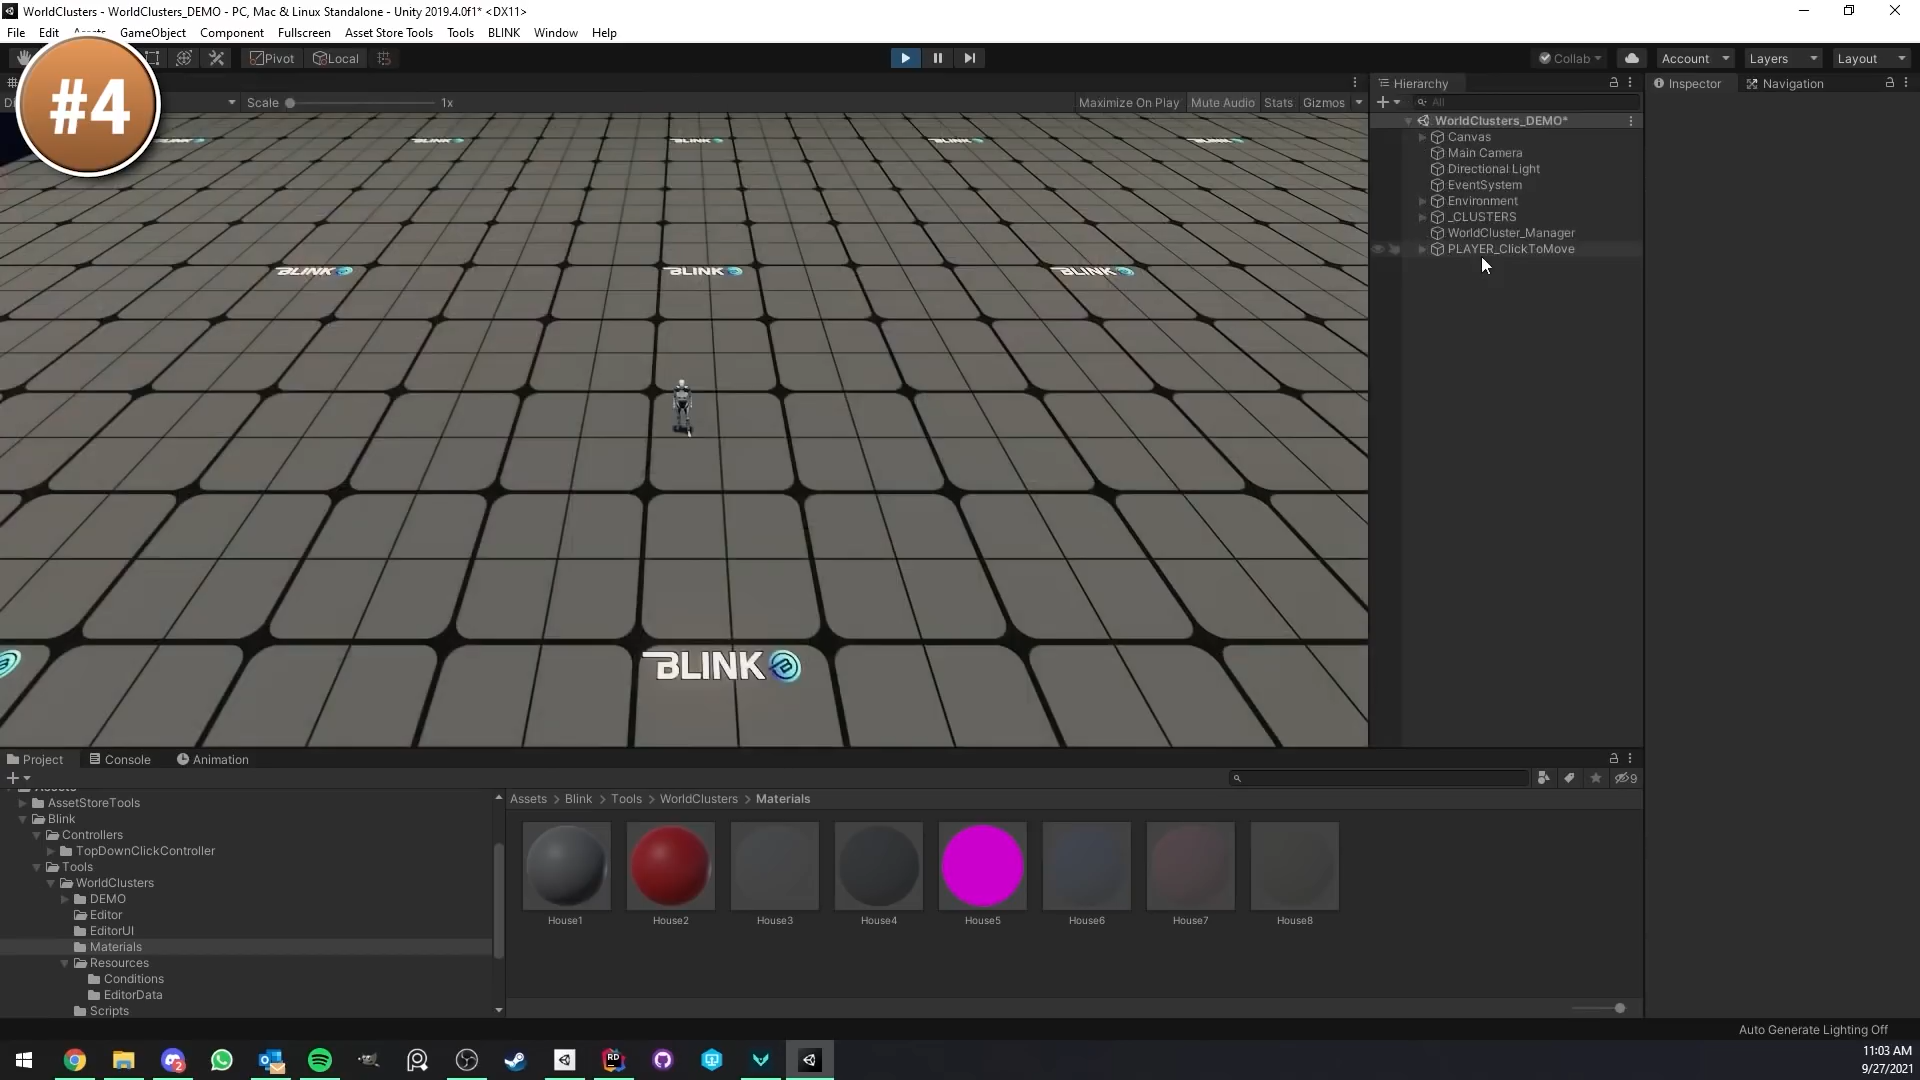 WorldClusters - WorldClusters_DEMO - PC, Mac & Linux Standalone - Unity 2019.4.0f1* <DX11>
File Edit Assets GameObject Component Fullscreen Asset Store Tools Tools BLINK Window Help
#4
Pivot Local
Collab Account Layers Layout
Scale 1x Maximize On Play Mute Audio Stats Gizmos
Hierarchy
All
WorldClusters_DEMO*
Canvas
Main Camera
Directional Light
EventSystem
Environment
_CLUSTERS
WorldCluster_Manager
PLAYER_ClickToMove
Inspector Navigation
BLINK BLINK BLINK
BLINK
Project Console Animation
9
Assets
AssetStoreTools
Blink
Controllers
TopDownClickController
Tools
WorldClusters
DEMO
Editor
EditorUI
Materials
Resources
Conditions
EditorData
Scripts
Assets > Blink > Tools > WorldClusters > Materials
House1 House2 House3 House4 House5 House6 House7 House8
Auto Generate Lighting Off
2
RD
11:03 AM
9/27/2021